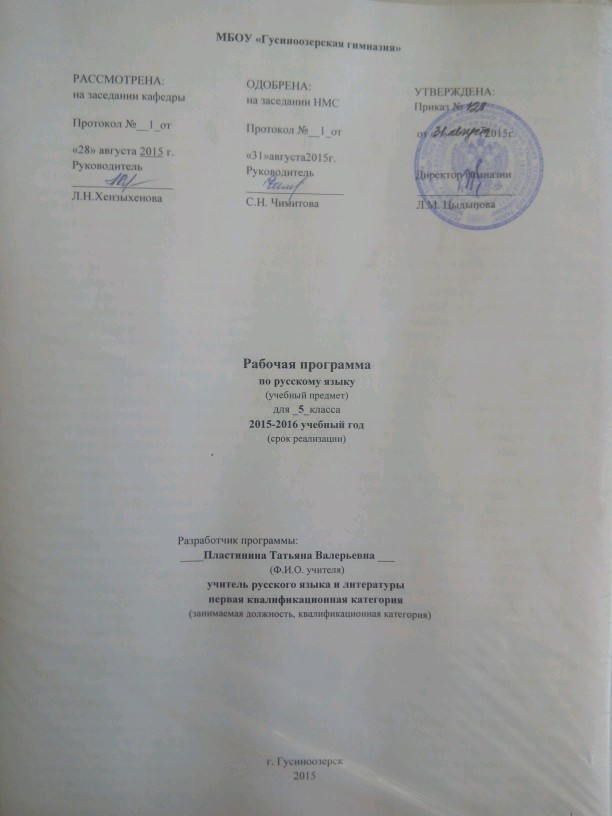 МБОУ «Гусиноозерская гимназия»
РАССМОТРЕНА:
на заседании кафедры
Протокол №__1_от
«28» августа 2015 г.
Руководитель
Л.Н.Хензыхенова
ОДОБРЕНА:
на заседании НМС
Протокол №__1_от
«31»августа2015г.
Руководитель
С.Н. Чимитова
УТВЕРЖДЕНА:
Приказ № 128
от 31 август 2015г.
Директор гимназии
Л.М. Цыдыпова
Рабочая программа
по русскому языку
(учебный предмет)
для _5_класса
2015-2016 учебный год
(срок реализации)
Разработчик программы:
____Пластинина Татьяна Валерьевна ___
(Ф.И.О. учителя)
учитель русского языка и литературы
первая квалификационная категория
(занимаемая должность, квалификационная категория)
г. Гусиноозерск
2015